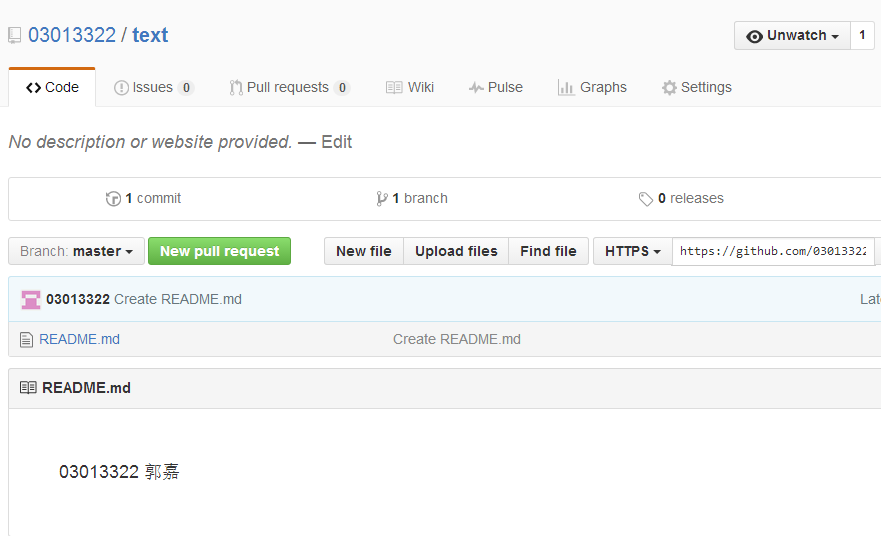 03013322 / text
Unwatch 1
Code Issues 0 Pull requests 0 Wiki Pulse Graphs Settings
No description or website provided. — Edit
1 commit 1 branch 0 releases
Branch: master New pull request New file Upload files Find file HTTPS https://github.com/03013322
03013322 Create README.md Late
README.md Create README.md
README.md
03013322 郭嘉